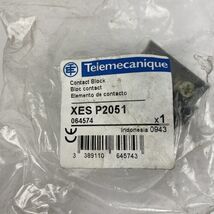 Telemecanique
Contact Block
Bloc contact
Elemento de contacto
XES P2051
064574
x1
Indonesia 0943
3 389110 645743